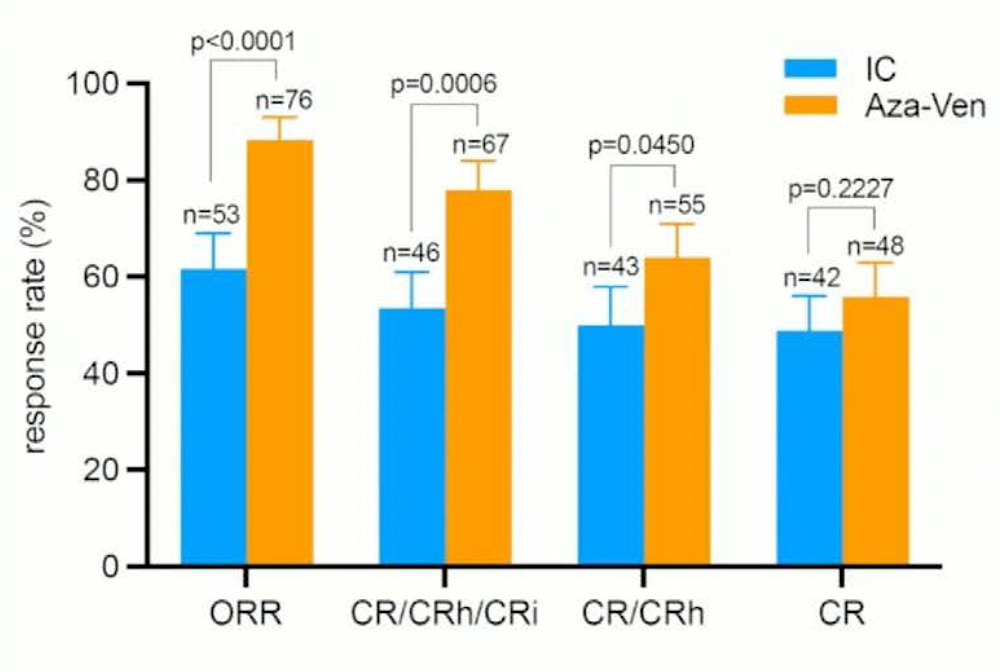 p<0.0001
n=53
n=76
p=0.0006
n=46
n=67
p=0.0450
n=43
n=55
p=0.2227
n=42
n=48
IC
Aza-Ven
response rate (%)
100
80
60
40
20
0
ORR
CR/CRh/CRi
CR/CRh
CR